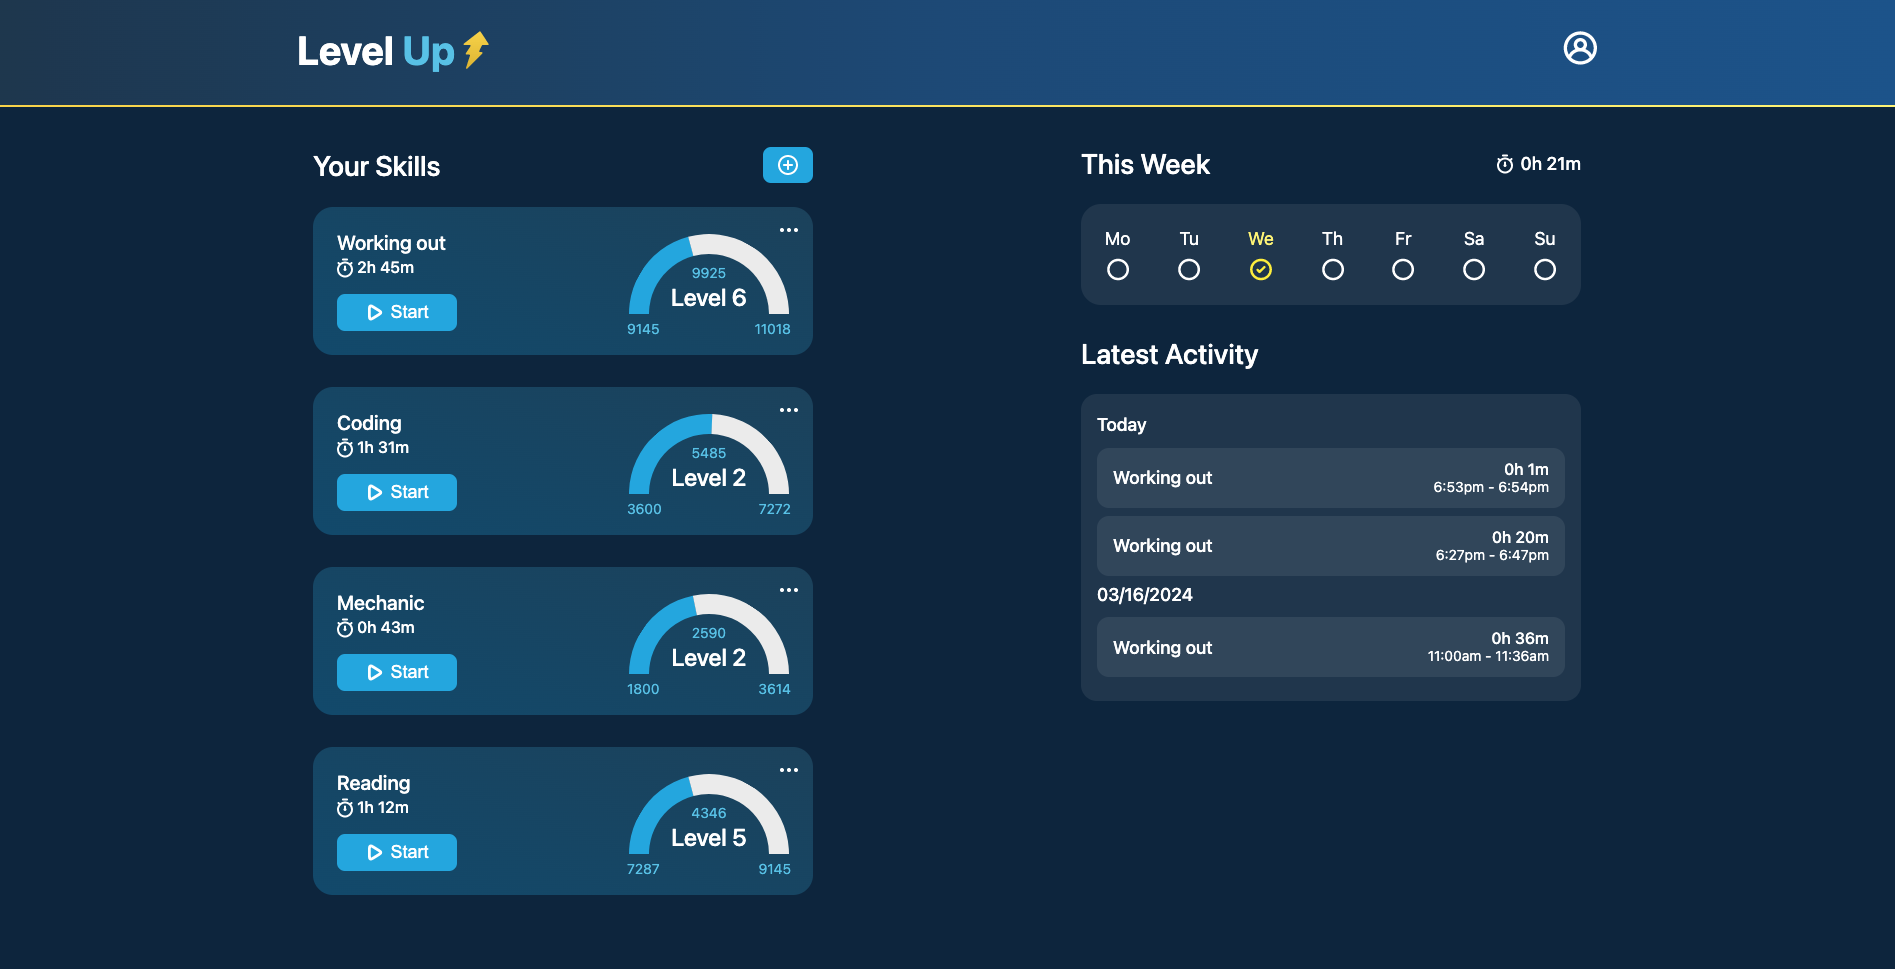 Level Up
Your Skills
Working out
2h 45m
Start
9925
Level 6
9145 11018
Coding
1h 31m
Start
5485
Level 2
3600 7272
Mechanic
0h 43m
Start
2590
Level 2
1800 3614
Reading
1h 12m
Start
4346
Level 5
7287 9145
This Week 0h 21m
Mo Tu We Th Fr Sa Su
Latest Activity
Today
Working out
0h 1m
6:53pm - 6:54pm
Working out
0h 20m
6:27pm - 6:47pm
03/16/2024
Working out
0h 36m
11:00am - 11:36am